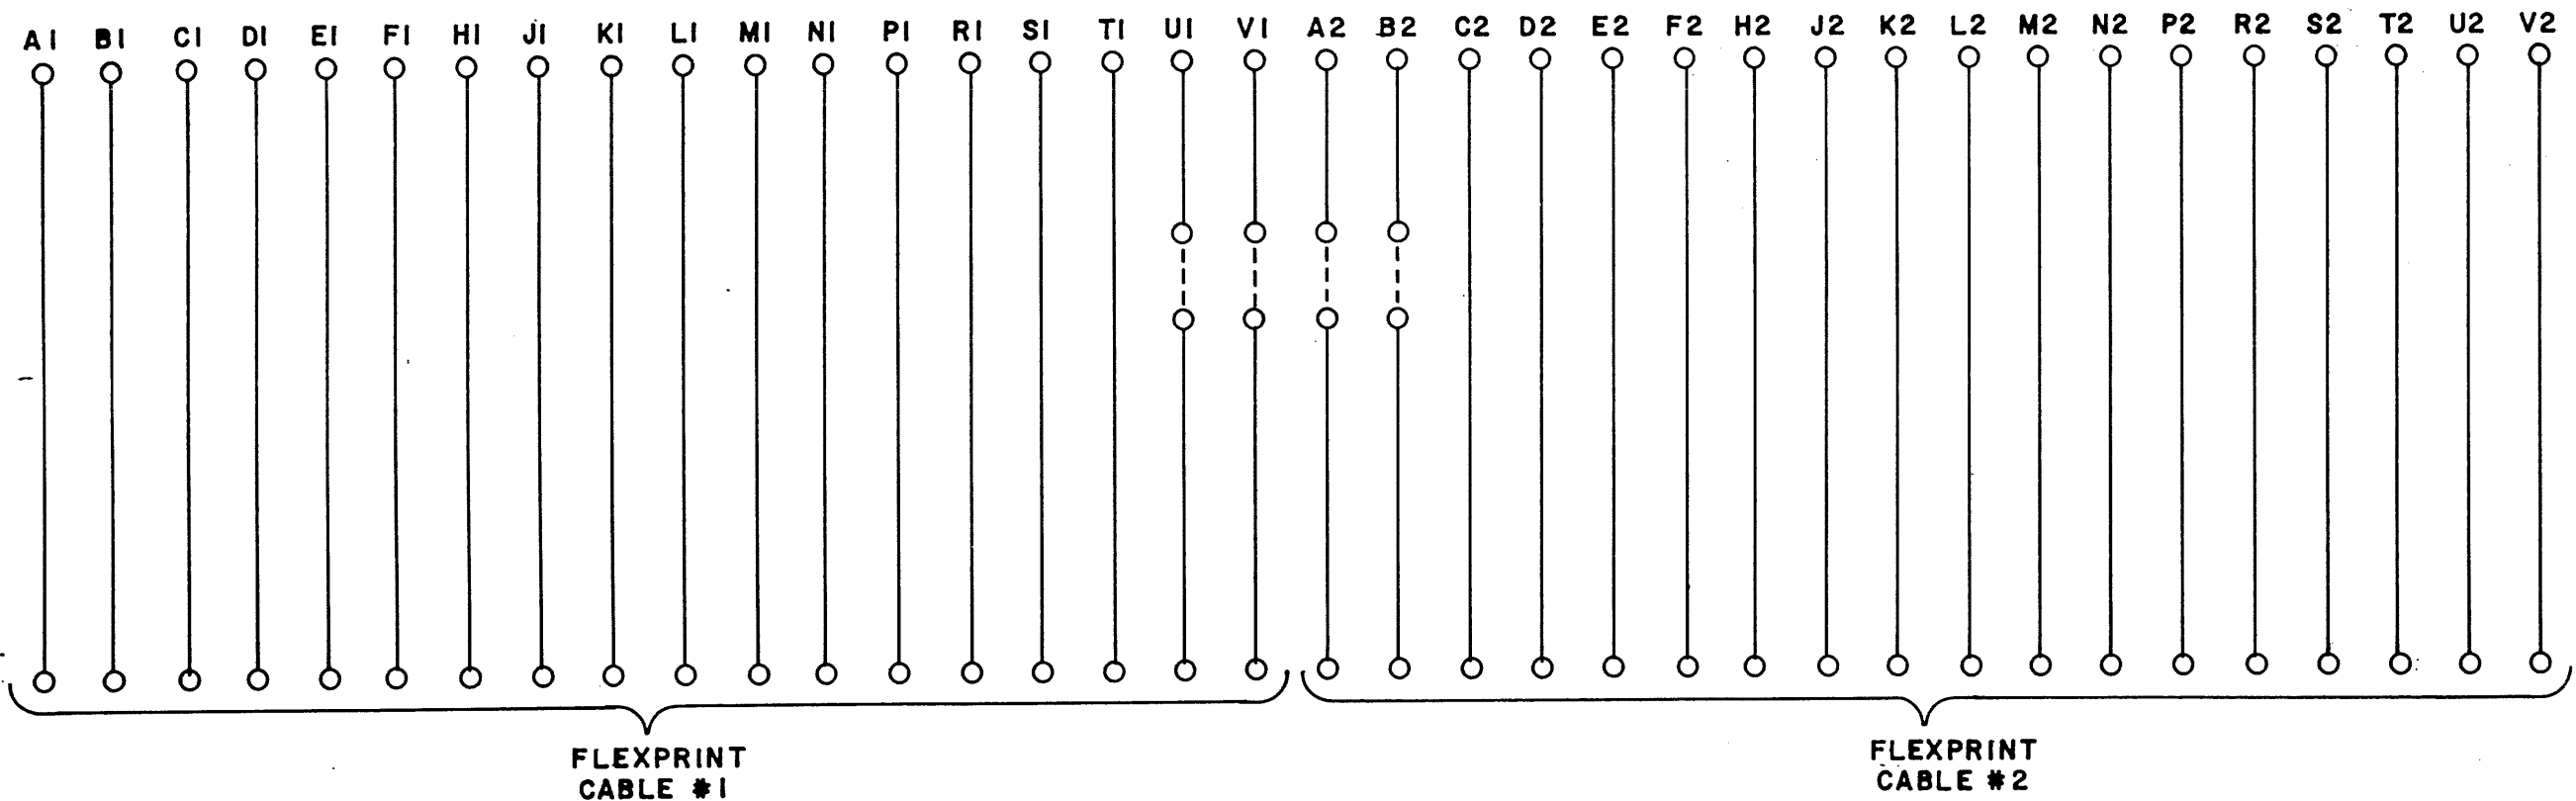 A1 B1 C1 D1 E1 F1 H1 J1 K1 L1 M1 N1 P1 R1 S1 T1 U1 V1 A2 B2 C2 D2 E2 F2 H2 J2 K2 L2 M2 N2 P2 R2 S2 T2 U2 V2
FLEXPRINT
CABLE #1
FLEXPRINT
CABLE #2